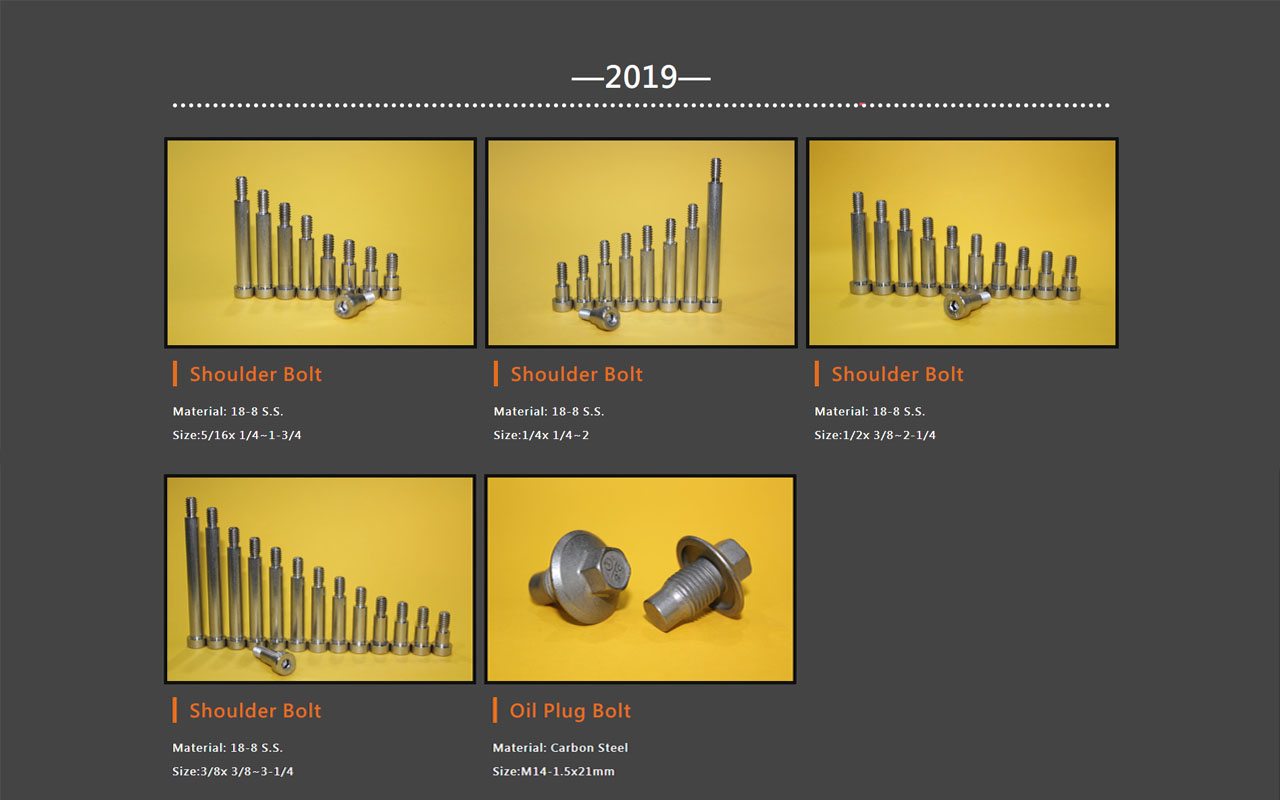 —2019—
Shoulder Bolt
Material: 18-8 S.S.
Size:5/16x 1/4~1-3/4
Shoulder Bolt
Material: 18-8 S.S.
Size:1/4x 1/4~2
Shoulder Bolt
Material: 18-8 S.S.
Size:1/2x 3/8~2-1/4
Shoulder Bolt
Material: 18-8 S.S.
Size:3/8x 3/8~3-1/4
Oil Plug Bolt
Material: Carbon Steel
Size:M14-1.5x21mm